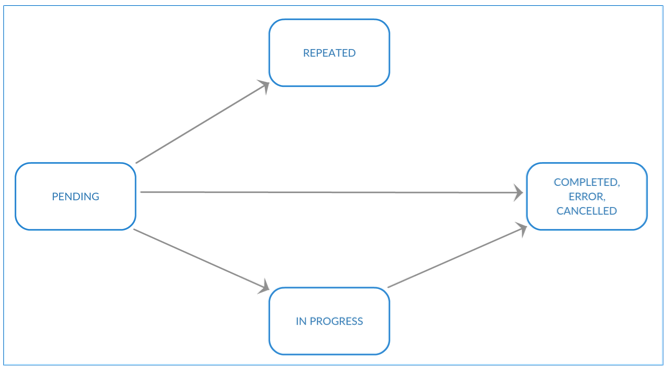 REPEATED
PENDING
COMPLETED,
ERROR,
CANCELLED
IN PROGRESS